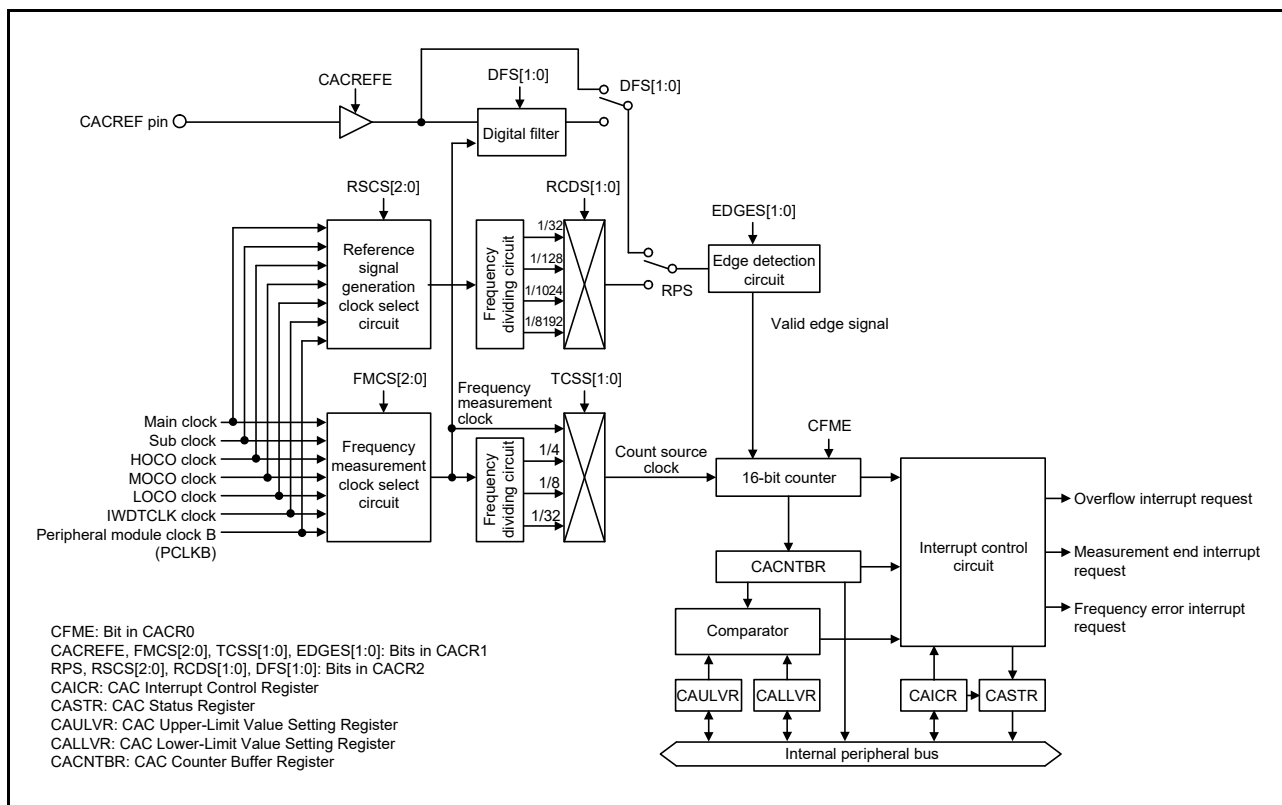 CACREFE
DFS[1:0]
DFS[1:0]
CACREF pin
Digital filter
RSCS[2:0]
RCDS[1:0]
EDGES[1:0]
Reference
signal
generation
clock select
circuit
Frequency
dividing circuit
1/32
1/128
1/1024
1/8192
RPS
Edge detection
circuit
Valid edge signal
FMCS[2:0]
Frequency
measurement
clock
TCSS[1:0]
Main clock
Sub clock
HOCO clock
MOCO clock
LOCO clock
IWDTCLK clock
Peripheral module clock B
(PCLKB)
Frequency
measurement
clock select
circuit
Frequency
dividing circuit
1/4
1/8
1/32
Count source
clock
CFME
16-bit counter
CACNTBR
Comparator
CAULVR
CALLVR
Interrupt control
circuit
CAICR
CASTR
Overflow interrupt request
Measurement end interrupt
request
Frequency error interrupt
request
Internal peripheral bus
CFME: Bit in CACR0
CACREFE, FMCS[2:0], TCSS[1:0], EDGES[1:0]: Bits in CACR1
RPS, RSCS[2:0], RCDS[1:0], DFS[1:0]: Bits in CACR2
CAICR: CAC Interrupt Control Register
CASTR: CAC Status Register
CAULVR: CAC Upper-Limit Value Setting Register
CALLVR: CAC Lower-Limit Value Setting Register
CACNTBR: CAC Counter Buffer Register